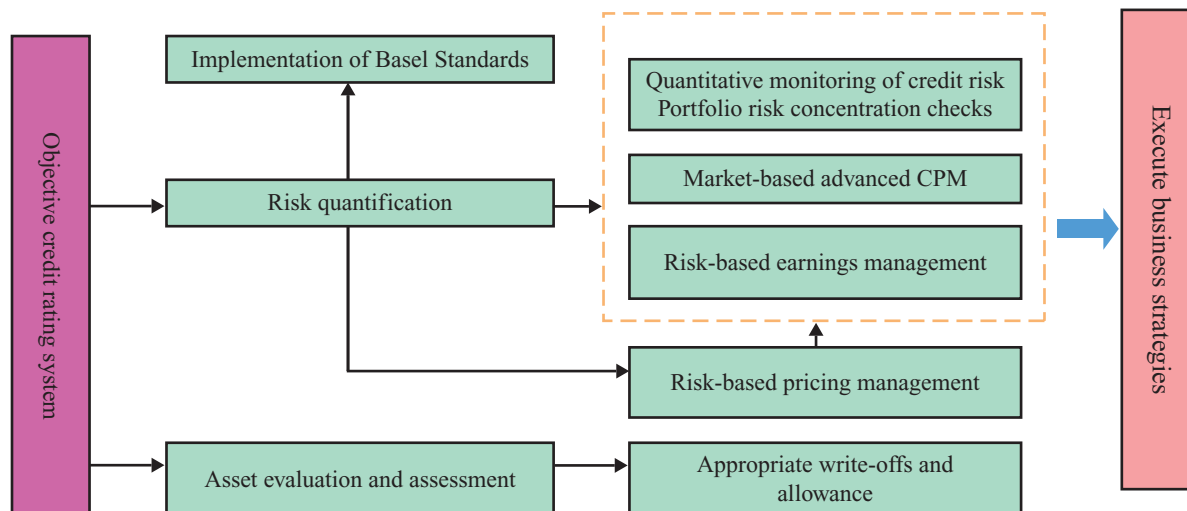 Objective credit rating system
Implementation of Basel Standards
Risk quantification
Asset evaluation and assessment
Quantitative monitoring of credit risk
Portfolio risk concentration checks
Market-based advanced CPM
Risk-based earnings management
Risk-based pricing management
Appropriate write-offs and
allowance
Execute business
strategies